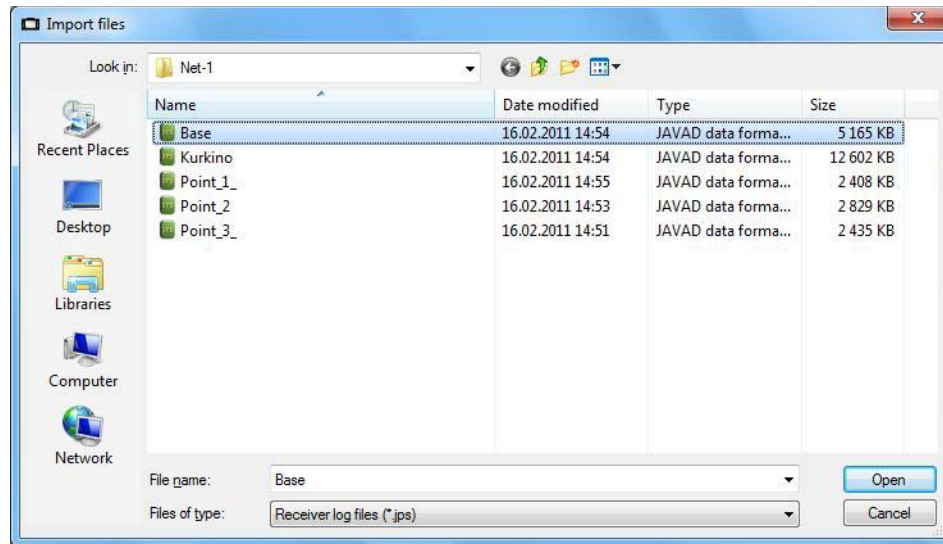 Import files
Look in: Net-1
Name Date modified Type Size
Base 16.02.2011 14:54 JAVAD data forma... 5 165 KB
Kurkino 16.02.2011 14:54 JAVAD data forma... 12 602 KB
Point_1_ 16.02.2011 14:55 JAVAD data forma... 2 408 KB
Point_2 16.02.2011 14:53 JAVAD data forma... 2 829 KB
Point_3_ 16.02.2011 14:51 JAVAD data forma... 2 435 KB
Recent Places
Desktop
Libraries
Computer
Network
File name: Base Open
Files of type: Receiver log files (*.jps) Cancel